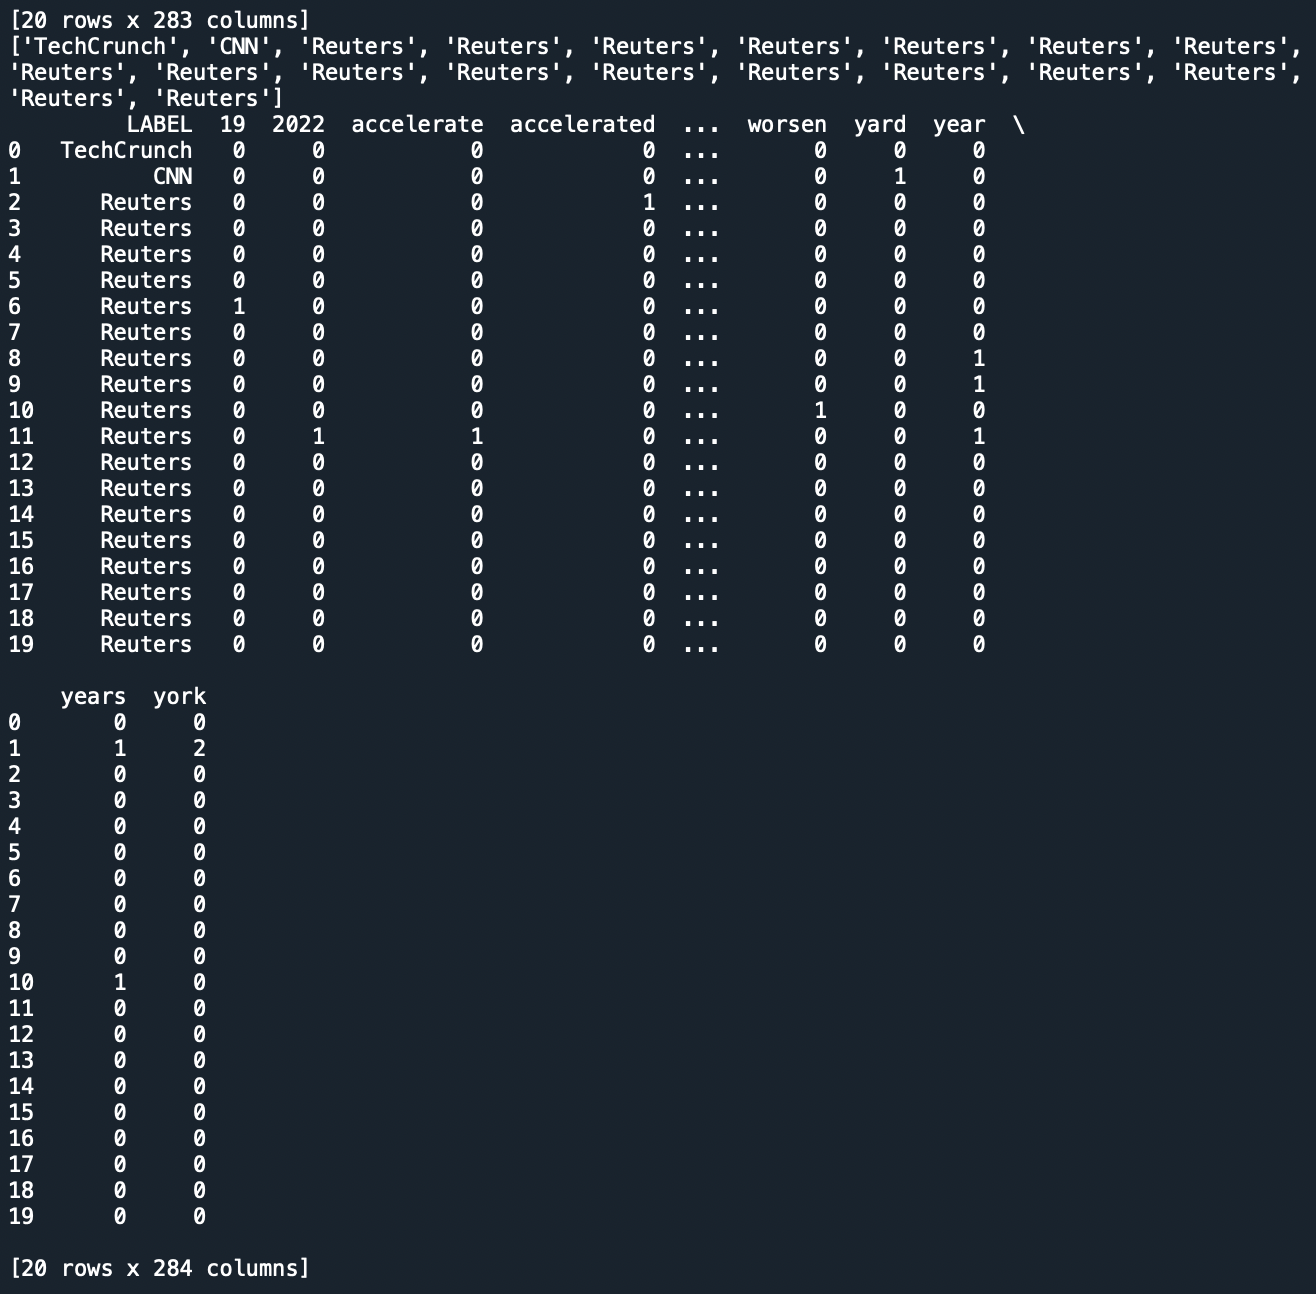 [20 rows x 283 columns]
['TechCrunch', 'CNN', 'Reuters', 'Reuters', 'Reuters', 'Reuters', 'Reuters', 'Reuters', 'Reuters',
'Reuters', 'Reuters', 'Reuters', 'Reuters', 'Reuters', 'Reuters', 'Reuters', 'Reuters', 'Reuters',
'Reuters', 'Reuters']
         LABEL  19  2022  accelerate  accelerated  ...  worsen  yard  year  \
0   TechCrunch   0     0           0            0  ...       0     0     0
1          CNN   0     0           0            0  ...       0     1     0
2      Reuters   0     0           0            1  ...       0     0     0
3      Reuters   0     0           0            0  ...       0     0     0
4      Reuters   0     0           0            0  ...       0     0     0
5      Reuters   0     0           0            0  ...       0     0     0
6      Reuters   1     0           0            0  ...       0     0     0
7      Reuters   0     0           0            0  ...       0     0     0
8      Reuters   0     0           0            0  ...       0     0     1
9      Reuters   0     0           0            0  ...       0     0     1
10     Reuters   0     0           0            0  ...       1     0     0
11     Reuters   0     1           1            0  ...       0     0     1
12     Reuters   0     0           0            0  ...       0     0     0
13     Reuters   0     0           0            0  ...       0     0     0
14     Reuters   0     0           0            0  ...       0     0     0
15     Reuters   0     0           0            0  ...       0     0     0
16     Reuters   0     0           0            0  ...       0     0     0
17     Reuters   0     0           0            0  ...       0     0     0
18     Reuters   0     0           0            0  ...       0     0     0
19     Reuters   0     0           0            0  ...       0     0     0
    years  york
0       0     0
1       1     2
2       0     0
3       0     0
4       0     0
5       0     0
6       0     0
7       0     0
8       0     0
9       0     0
10      1     0
11      0     0
12      0     0
13      0     0
14      0     0
15      0     0
16      0     0
17      0     0
18      0     0
19      0     0
[20 rows x 284 columns]